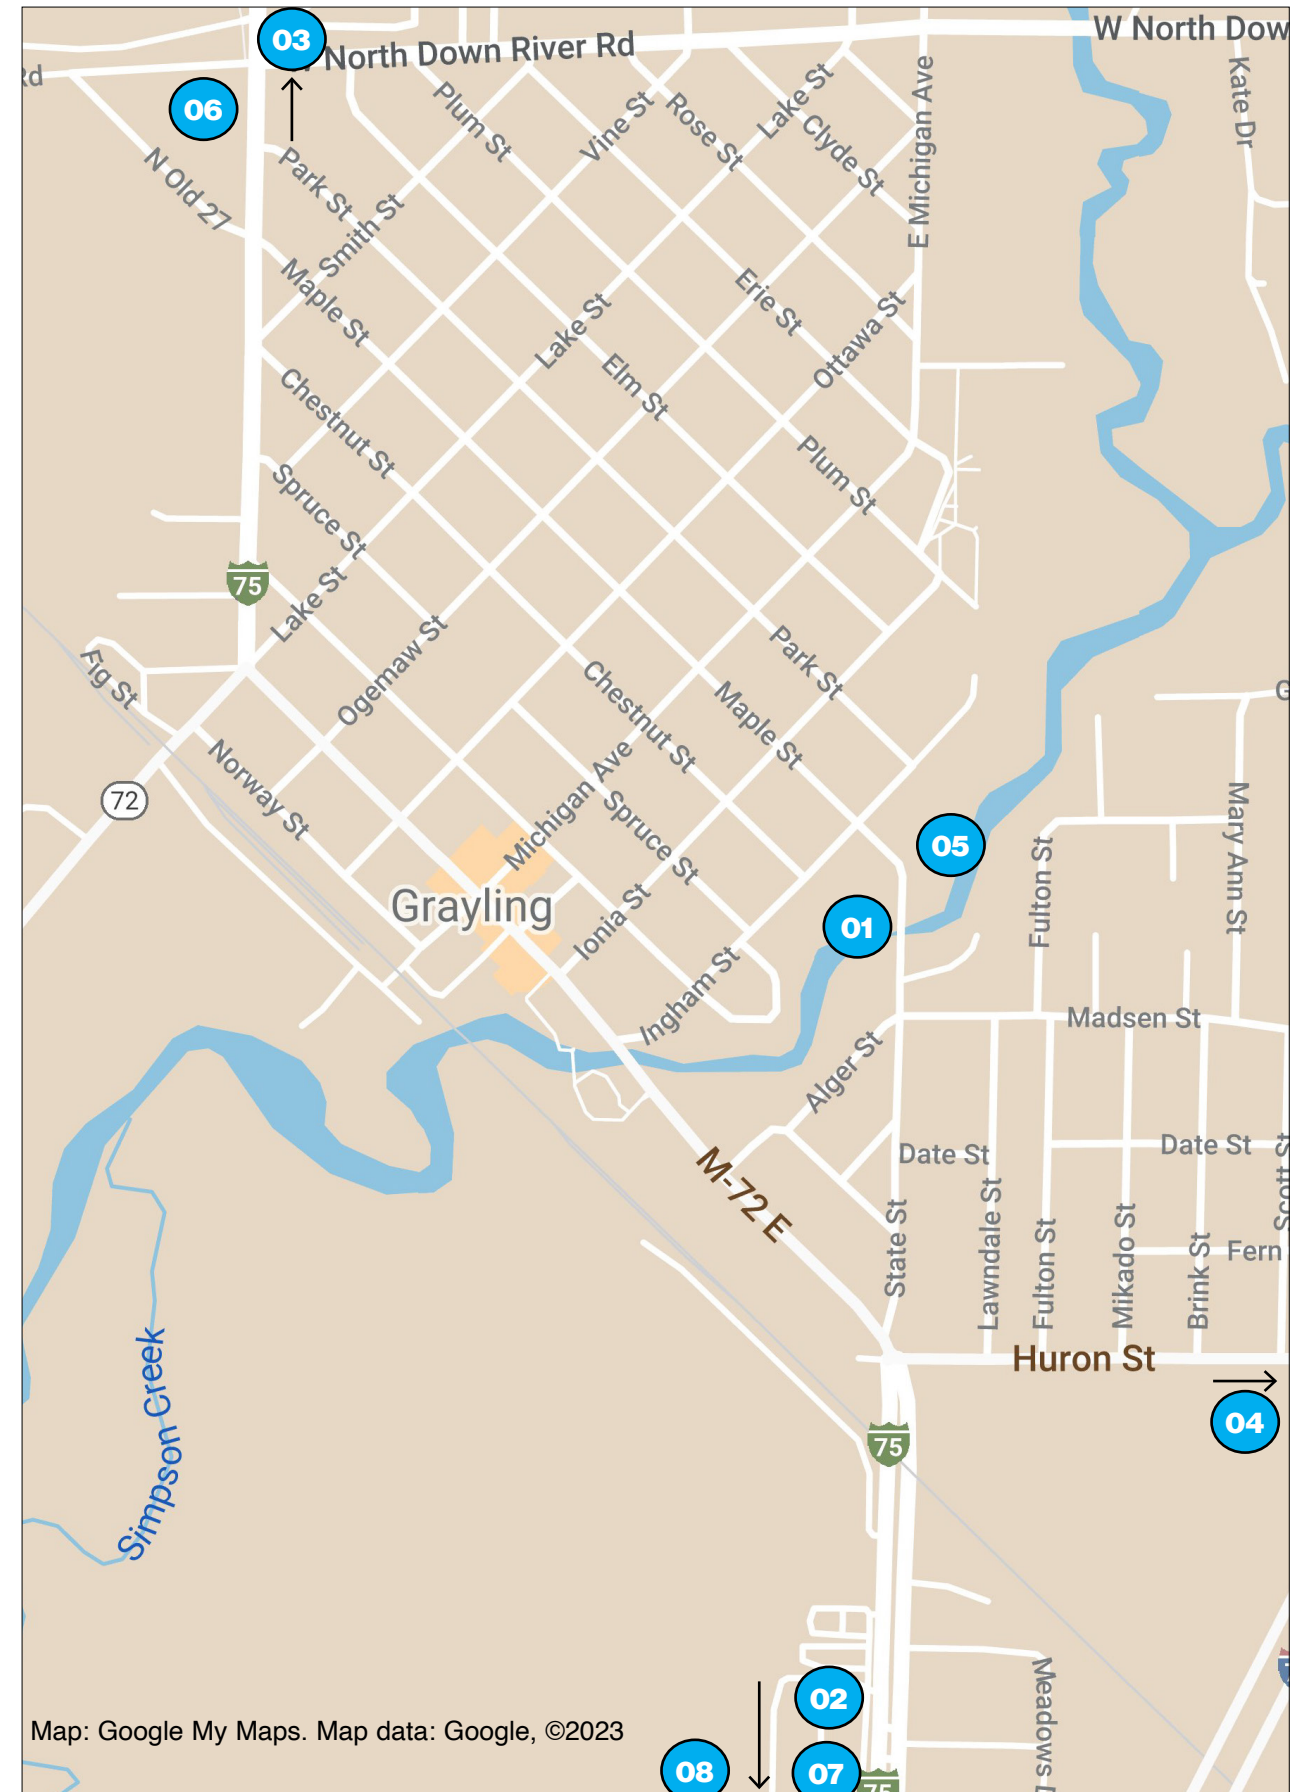 03
W North Down River Rd
W North Dow
Rd
06
Plum St
Vine St
Rose St
Lake St
Clyde St
E Michigan Ave
Kate Dr
N Old 27
Park St
Smith St
Maple St
Lake St
Erie St
Ottawa St
Elm St
Chestnut St
Plum St
Spruce St
75
Lake St
Ogemaw St
Fig St
Park St
Chestnut St
Maple St
G
Norway St
72
Michigan Ave
Spruce St
Mary Ann St
05
Fulton St
Grayling
Ionia St
01
Ingham St
Madsen St
Alger St
Date St
Date St
Scott St
M-72 E
State St
Lawndale St
Fulton St
Mikado St
Brink St
Fern
Simpson Creek
Huron St
04
75
02
Meadows D
Map: Google My Maps. Map data: Google, ©2023
08
07
75